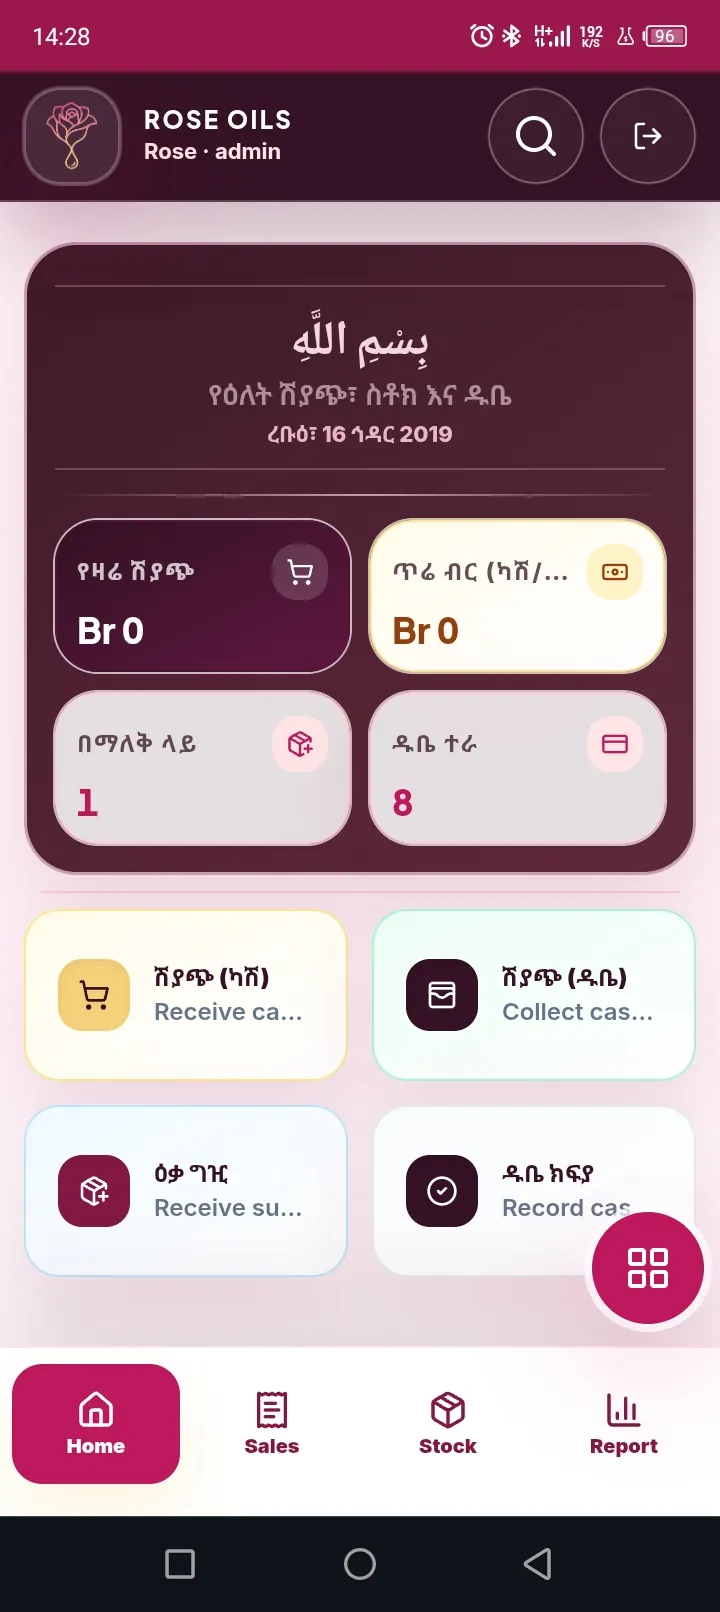 14:28
H+
192
K/S
96
ROSE OILS
Rose · admin
بِسْمِ اللَّهِ
የዕለት ሽያጭ፣ ስቶክ እና ዱቤ
ረቡዕ፣ 16 ኅዳር 2019
የዛሬ ሽያጭ
Br 0
ጥሬ ብር (ካሽ/...
Br 0
በማለቅ ላይ
1
ዱቤ ተራ
8
ሽያጭ (ካሽ)
Receive ca...
ሽያጭ (ዱቤ)
Collect cas...
ዕቃ ግዢ
Receive su...
ዱቤ ክፍያ
Record cas
Home
Sales
Stock
Report